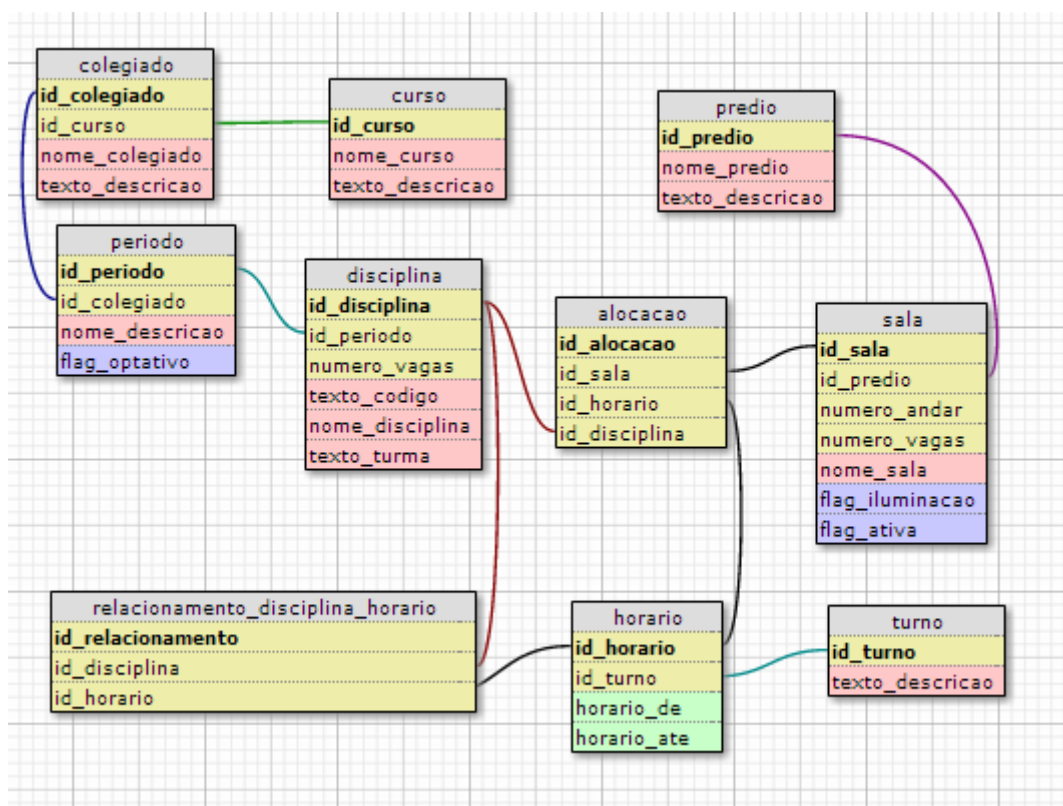 colegiado
id_colegiado
id_curso
nome_colegiado
texto_descricao
curso
id_curso
nome_curso
texto_descricao
predio
id_predio
nome_predio
texto_descricao
periodo
id_periodo
id_colegiado
nome_descricao
flag_optativo
disciplina
id_disciplina
id_periodo
numero_vagas
texto_codigo
nome_disciplina
texto_turma
alocacao
id_alocacao
id_sala
id_horario
id_disciplina
sala
id_sala
id_predio
numero_andar
numero_vagas
nome_sala
flag_iluminacao
flag_ativa
relacionamento_disciplina_horario
id_relacionamento
id_disciplina
id_horario
horario
id_horario
id_turno
horario_de
horario_ate
turno
id_turno
texto_descricao